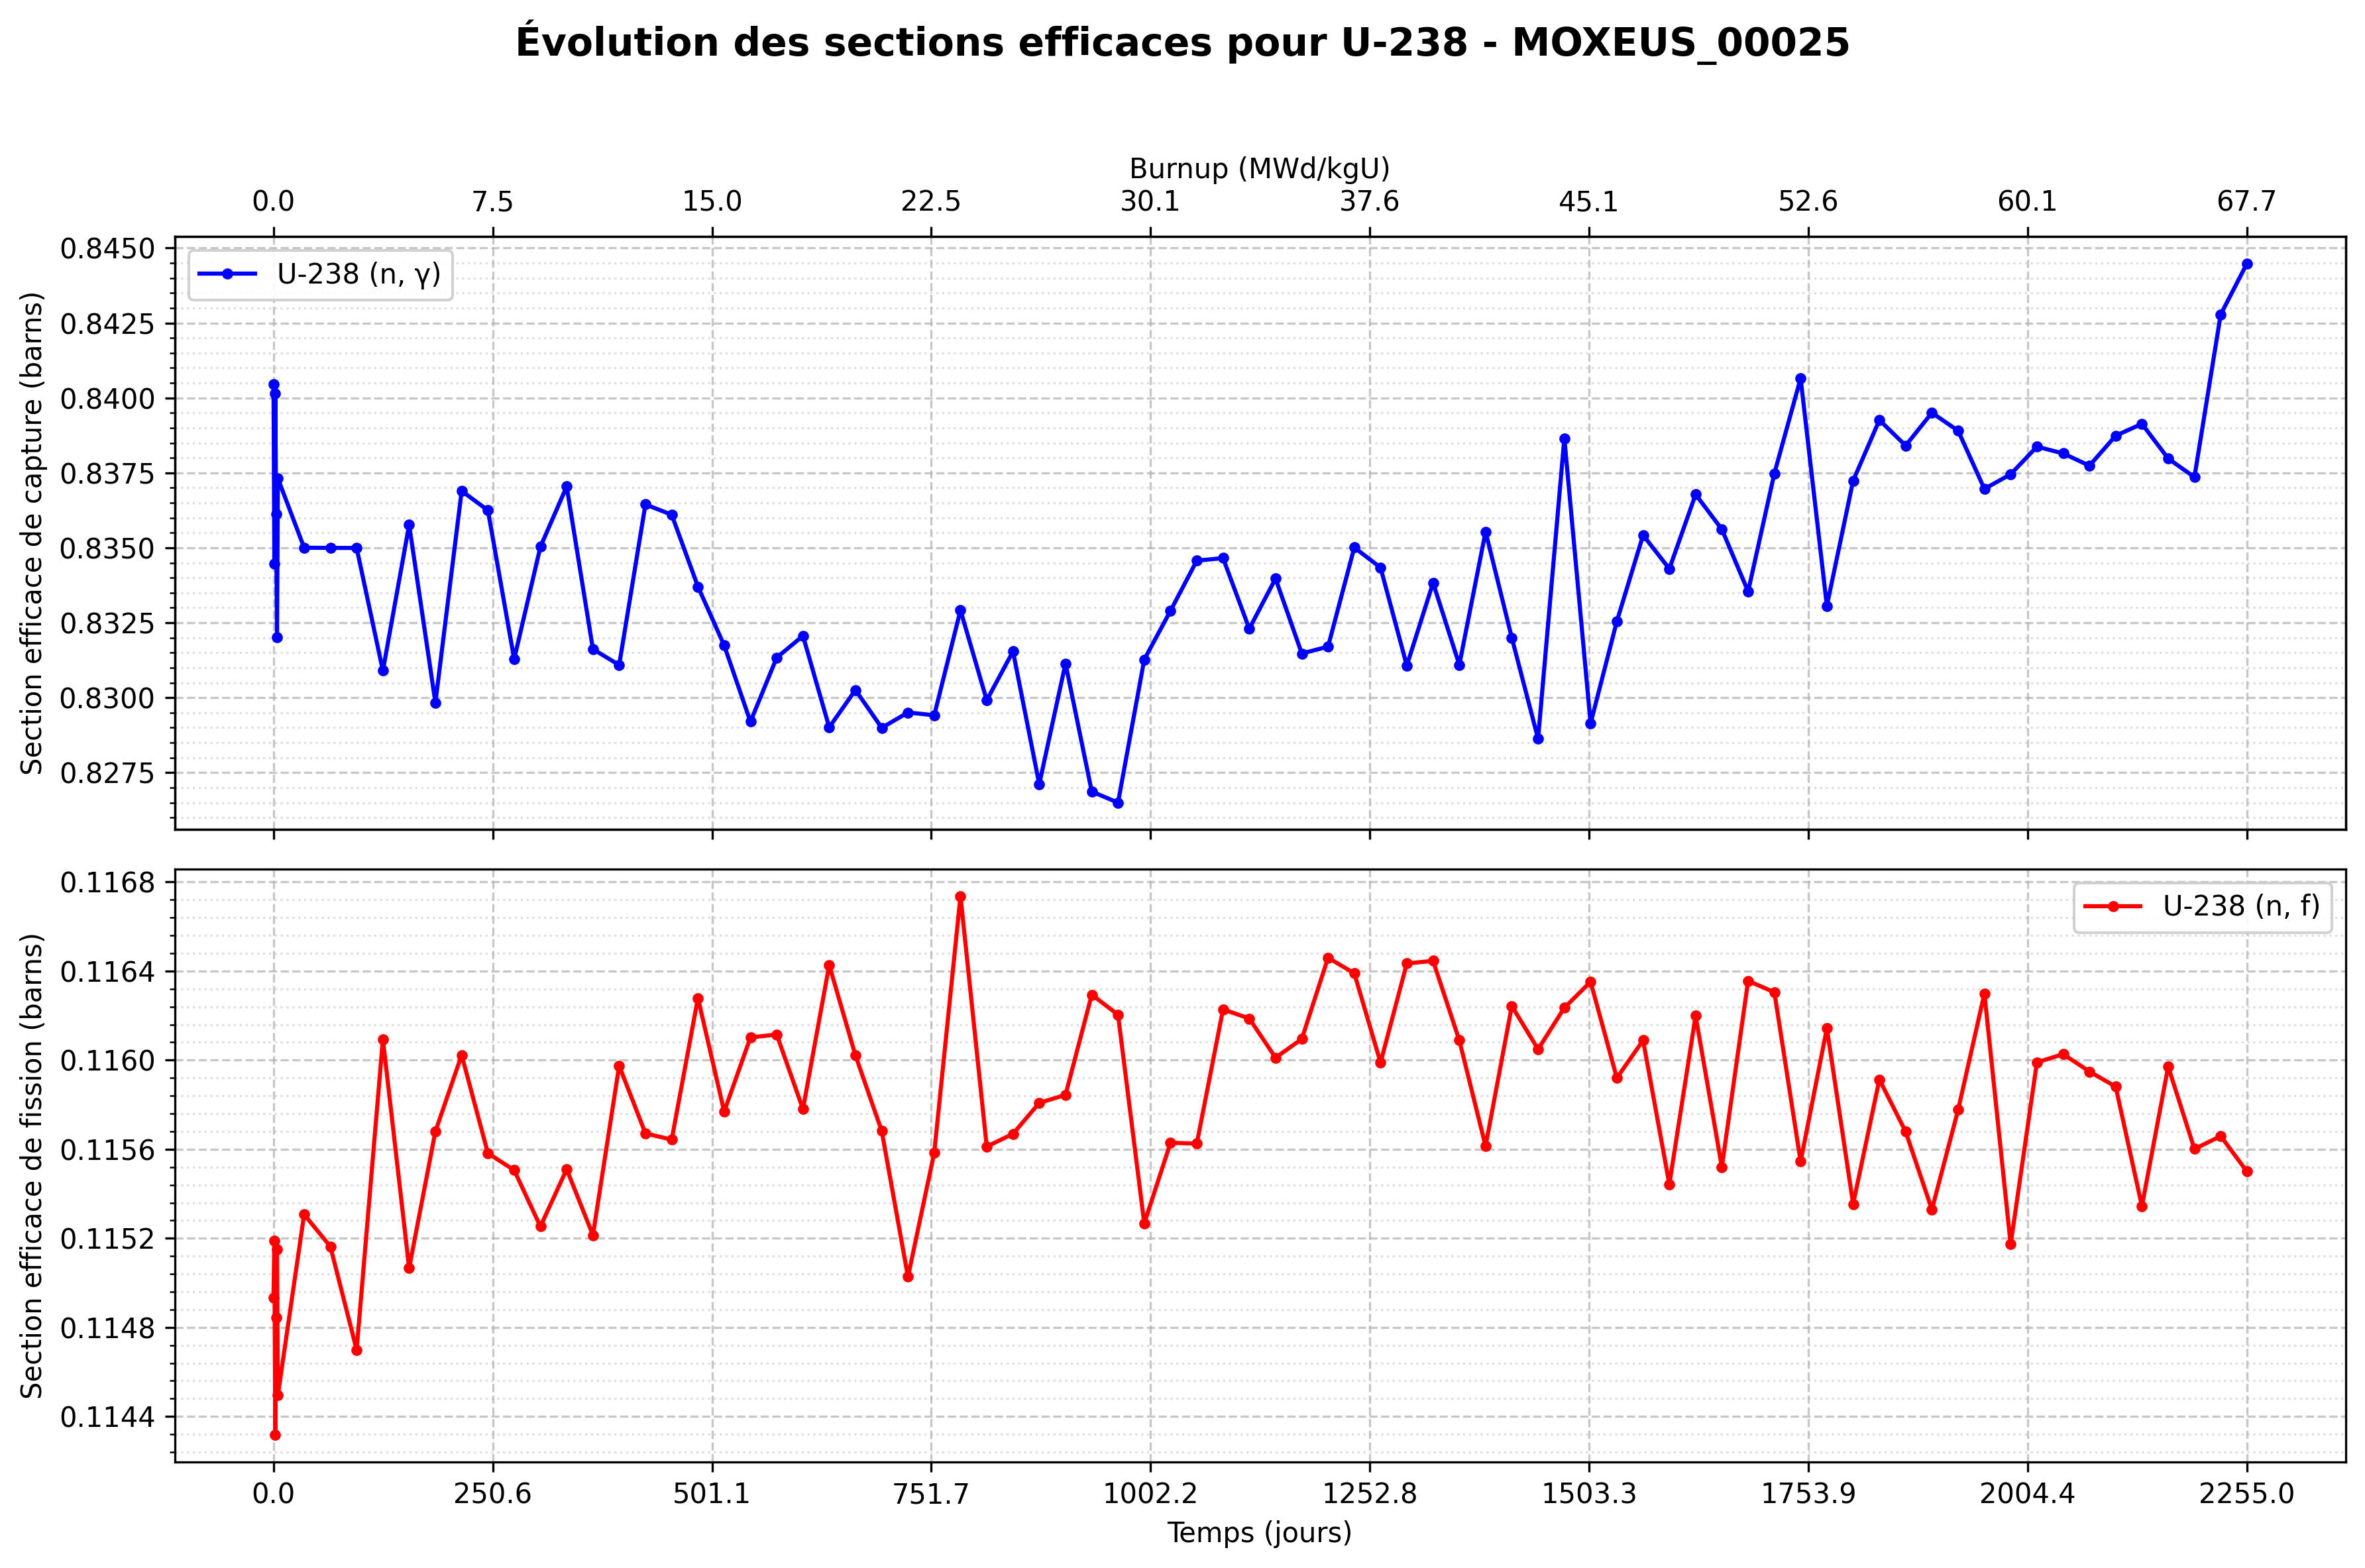 Évolution des sections efficaces pour U-238 - MOXEUS_00025
Burnup (MWd/kgU)
0.0 7.5 15.0 22.5 30.1 37.6 45.1 52.6 60.1 67.7
Section efficace de capture (barns)
0.8450
0.8425
0.8400
0.8375
0.8350
0.8325
0.8300
0.8275
U-238 (n, γ)
Section efficace de fission (barns)
0.1168
0.1164
0.1160
0.1156
0.1152
0.1148
0.1144
U-238 (n, f)
0.0 250.6 501.1 751.7 1002.2 1252.8 1503.3 1753.9 2004.4 2255.0
Temps (jours)